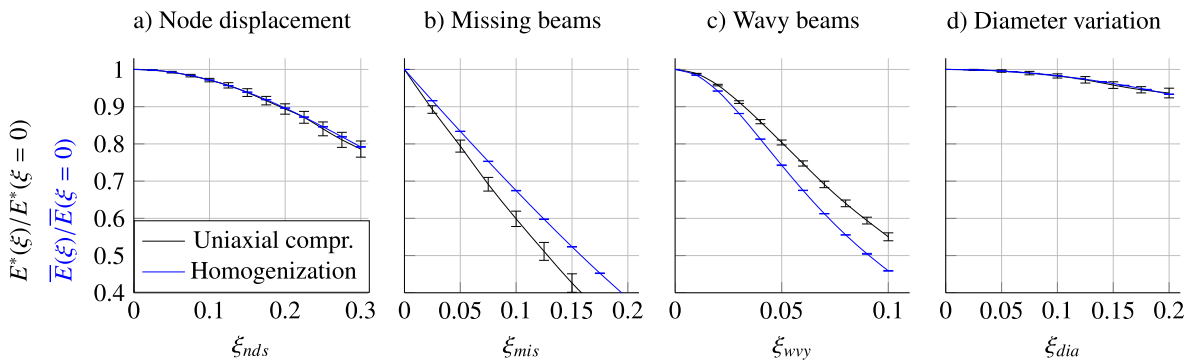 a) Node displacement
b) Missing beams
c) Wavy beams
d) Diameter variation
E*(ξ)/E*(ξ = 0)
E̅(ξ)/E̅(ξ = 0)
1
0.9
0.8
0.7
0.6
0.5
0.4
Uniaxial compr.
Homogenization
0 0.1 0.2 0.3
0 0.05 0.1 0.15 0.2
0 0.05 0.1
0 0.05 0.1 0.15 0.2
ξnds
ξmis
ξwvy
ξdia